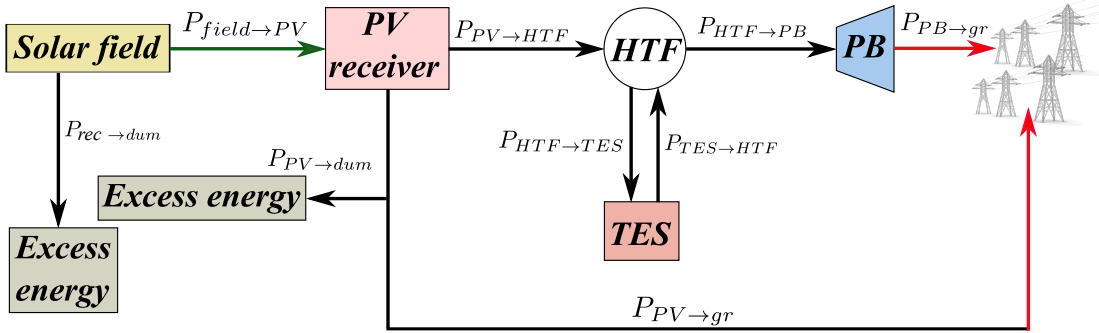 Solar field
P_{field→PV}
PV
receiver
P_{PV→HTF}
HTF
P_{HTF→PB}
PB
P_{PB→gr}
P_{rec→dum}
P_{PV→dum}
P_{HTF→TES}
P_{TES→HTF}
Excess energy
TES
Excess
energy
P_{PV→gr}